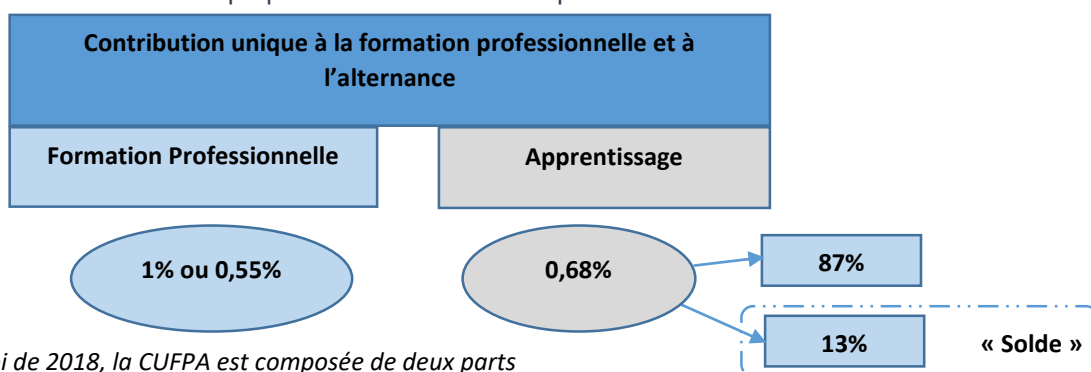 Contribution unique à la formation professionnelle et à
l’alternance
Formation Professionnelle
Apprentissage
1% ou 0,55%
0,68%
87%
13%
« Solde »
de 2018, la CUFPA est composée de deux parts